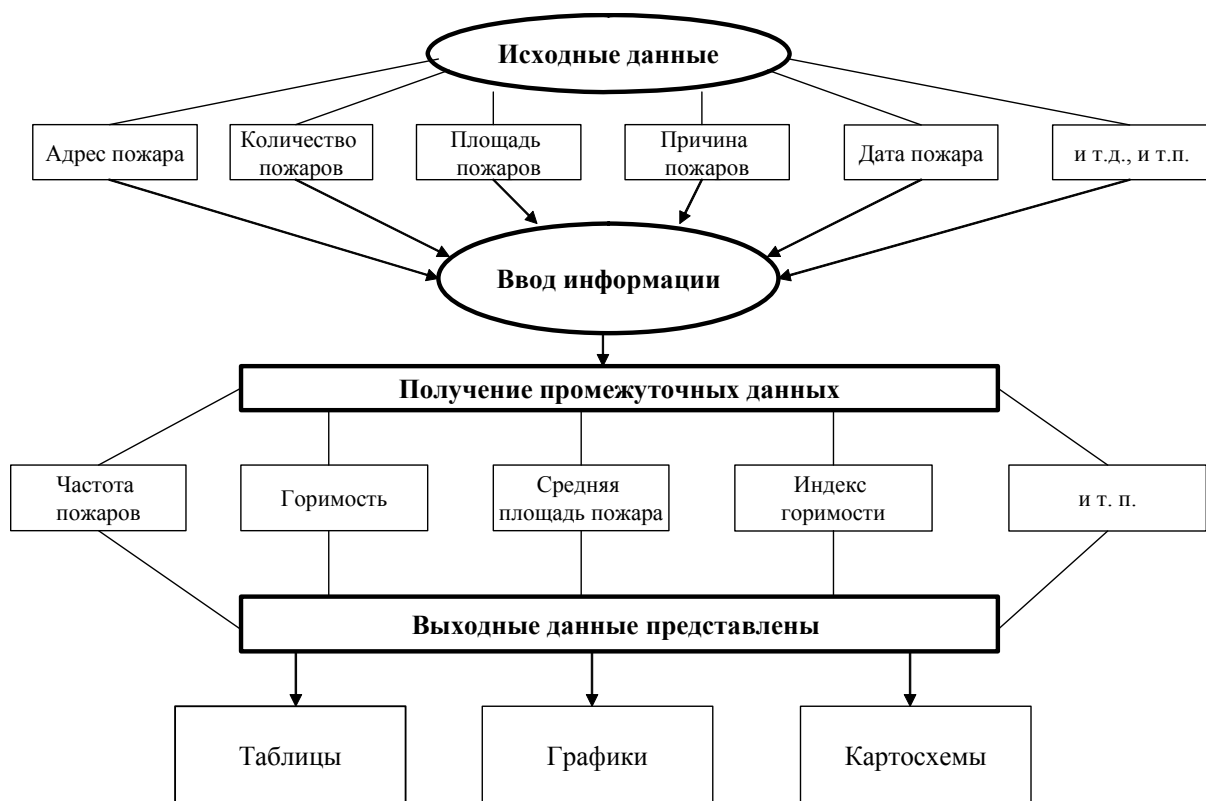 Исходные данные
Адрес пожара
Количество
пожаров
Площадь
пожаров
Причина
пожаров
Дата пожара
и т.д., и т.п.
Ввод информации
Получение промежуточных данных
Частота
пожаров
Горимость
Средняя
площадь пожара
Индекс
горимости
и т. п.
Выходные данные представлены
Таблицы
Графики
Картосхемы